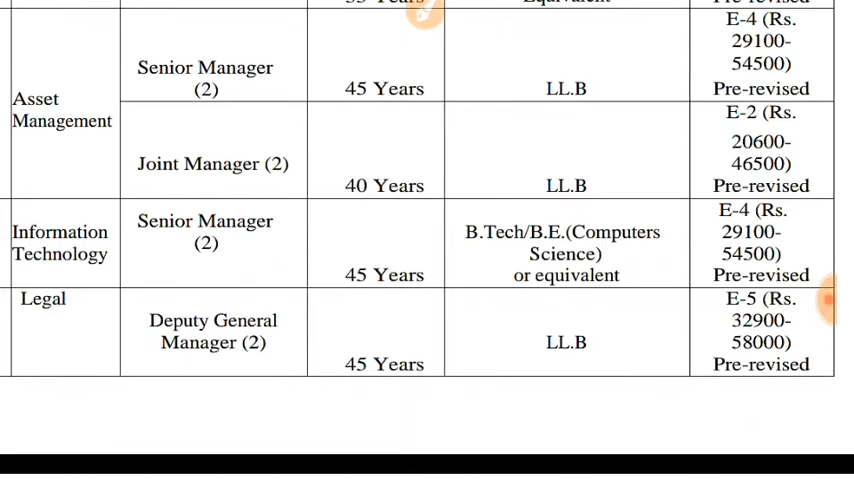 E-4 (Rs.
29100-
54500)
Pre-revised
Senior Manager
(2)
45 Years
LL.B
Asset
Management
E-2 (Rs.
20600-
46500)
Pre-revised
Joint Manager (2)
40 Years
LL.B
Information
Technology
Senior Manager
(2)
45 Years
B.Tech/B.E.(Computers
Science)
or equivalent
E-4 (Rs.
29100-
54500)
Pre-revised
Legal
Deputy General
Manager (2)
45 Years
LL.B
E-5 (Rs.
32900-
58000)
Pre-revised